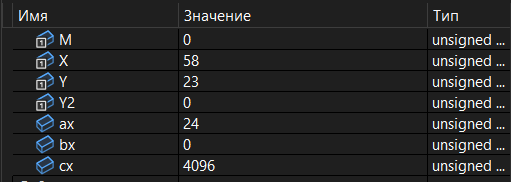 Имя Значение Тип
M 0 unsigned ...
X 58 unsigned ...
Y 23 unsigned ...
Y2 0 unsigned ...
ax 24 unsigned ...
bx 0 unsigned ...
cx 4096 unsigned ...